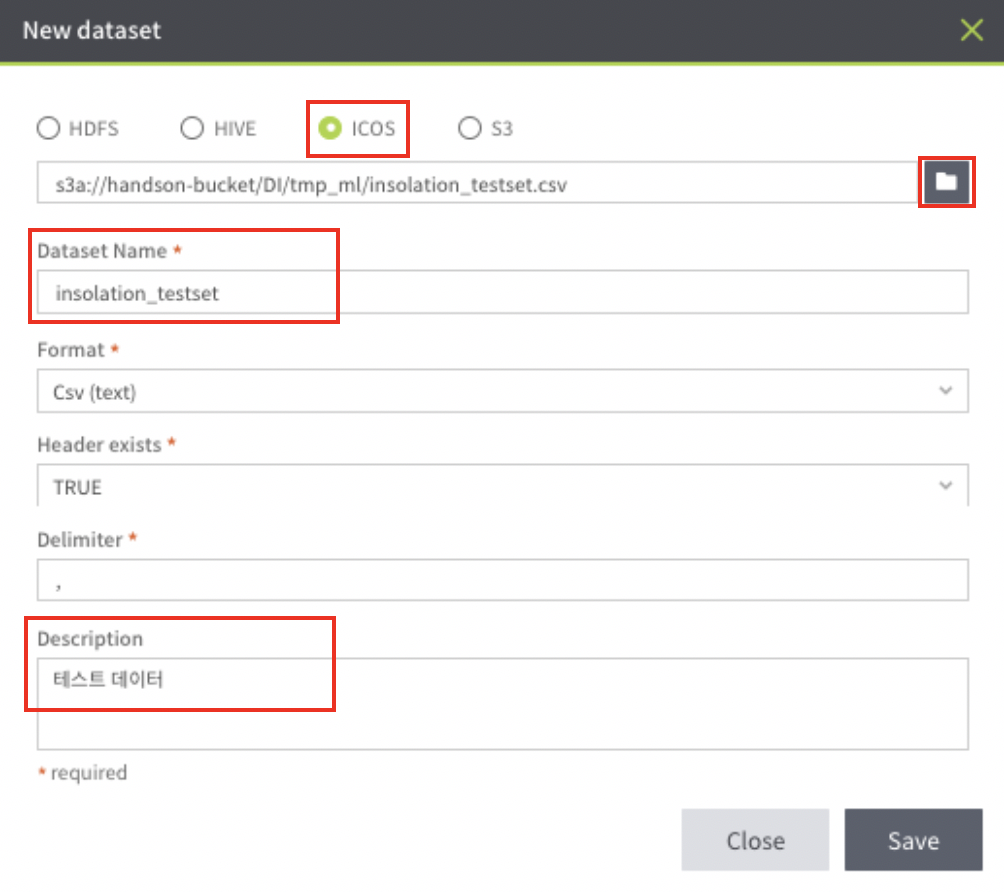 New dataset
HDFS HIVE ICOS S3
s3a://handson-bucket/DI/tmp_ml/insolation_testset.csv
Dataset Name *
insolation_testset
Format *
Csv (text)
Header exists *
TRUE
Delimiter *
,
Description
테스트 데이터
* required
Close Save